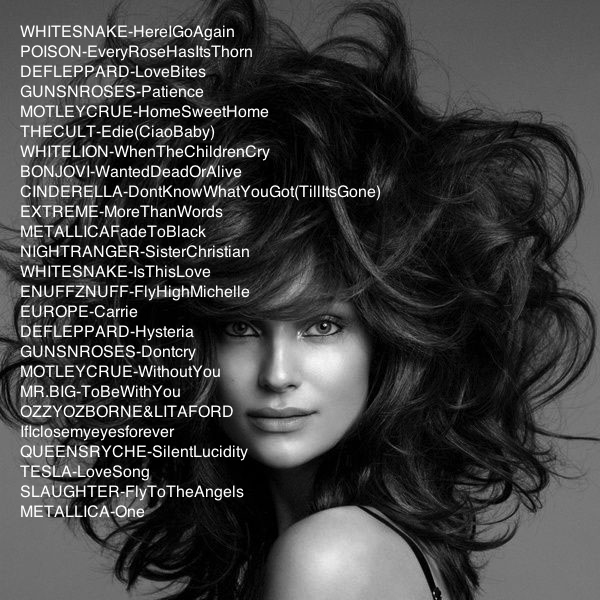 WHITESNAKE-HereIGoAgain
POISON-EveryRoseHasItsThorn
DEFLEPPARD-LoveBites
GUNSNROSES-Patience
MOTLEYCRUE-HomeSweetHome
THECULT-Edie(CiaoBaby)
WHITELION-WhenTheChildrenCry
BONJOVI-WantedDeadOrAlive
CINDERELLA-DontKnowWhatYouGot(TillItsGone)
EXTREME-MoreThanWords
METALLICAFadeToBlack
NIGHTRANGER-SisterChristian
WHITESNAKE-IsThisLove
ENUFFZNUFF-FlyHighMichelle
EUROPE-Carrie
DEFLEPPARD-Hysteria
GUNSNROSES-Dontcry
MOTLEYCRUE-WithoutYou
MR.BIG-ToBeWithYou
OZZYOZBORNE&LITAFORD
IfIclosemyeyesforever
QUEENSRYCHE-SilentLucidity
TESLA-LoveSong
SLAUGHTER-FlyToTheAngels
METALLICA-One